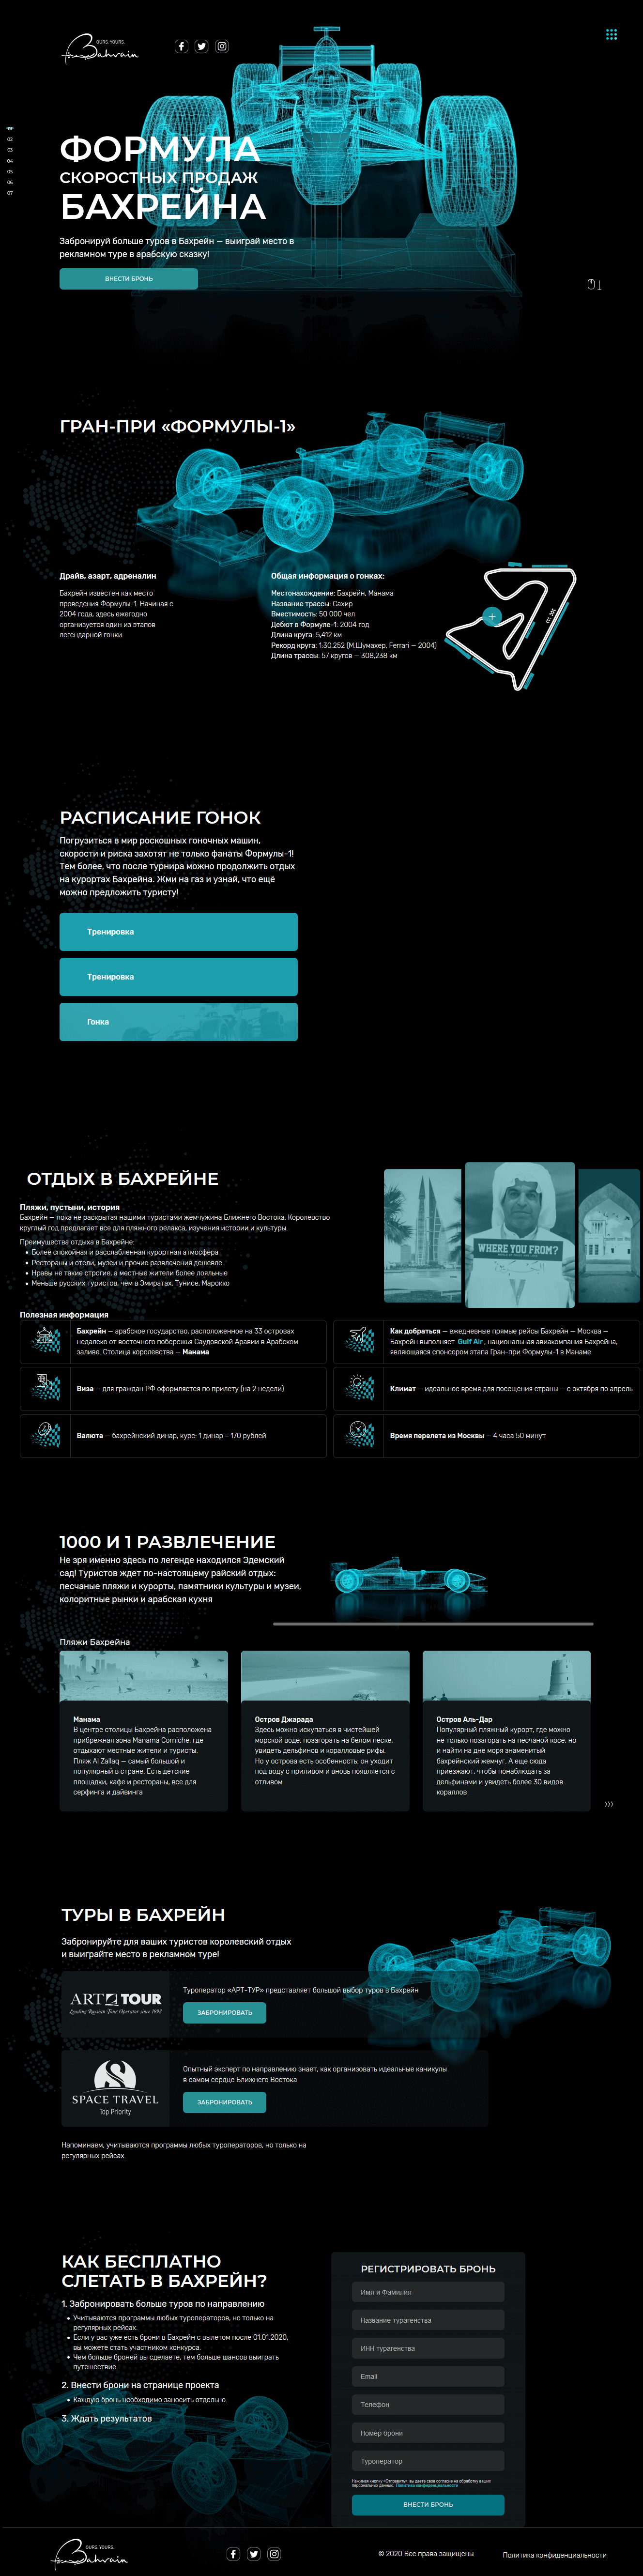 OURS. YOURS.
Bahrain
01
02
03
04
05
06
07
ФОРМУЛА
СКОРОСТНЫХ ПРОДАЖ
БАХРЕЙНА
Забронируй больше туров в Бахрейн — выиграй место в
рекламном туре в арабскую сказку!
ВНЕСТИ БРОНЬ
ГРАН-ПРИ «ФОРМУЛЫ-1»
Драйв, азарт, адреналин
Бахрейн известен как место
проведения Формулы-1. Начиная с
2004 года, здесь ежегодно
организуется один из этапов
легендарной гонки.
Общая информация о гонках:
Местонахождение: Бахрейн, Манама
Название трассы: Сахир
Вместимость: 50 000 чел
Дебют в Формуле-1: 2004 год
Длина круга: 5,412 км
Рекорд круга: 1:30.252 (М.Шумахер, Ferrari — 2004)
Длина трассы: 57 кругов — 308,238 км
РАСПИСАНИЕ ГОНОК
Погрузиться в мир роскошных гоночных машин,
скорости и риска захотят не только фанаты Формулы-1!
Тем более, что после турнира можно продолжить отдых
на курортах Бахрейна. Жми на газ и узнай, что ещё
можно предложить туристу!
Тренировка
Тренировка
Гонка
ОТДЫХ В БАХРЕЙНЕ
Пляжи, пустыни, история
Бахрейн — пока не раскрытая нашими туристами жемчужина Ближнего Востока. Королевство
круглый год предлагает все для пляжного релакса, изучения истории и культуры.
Преимущества отдыха в Бахрейне:
Более спокойная и расслабленная курортная атмосфера
Рестораны и отели, музеи и прочие развлечения дешевле
Нравы не такие строгие, а местные жители более лояльные
Меньше русских туристов, чем в Эмиратах, Тунисе, Марокко
WHERE YOU FROM?
Полезная информация
Бахрейн — арабское государство, расположенное на 33 островах
недалеко от восточного побережья Саудовской Аравии в Арабском
заливе. Столица королевства — Манама
Как добраться — ежедневные прямые рейсы Бахрейн — Москва —
Бахрейн выполняет Gulf Air, национальная авиакомпания Бахрейна,
являющаяся спонсором этапа Гран-при Формулы-1 в Манаме
Виза — для граждан РФ оформляется по прилету (на 2 недели)
Климат — идеальное время для посещения страны — с октября по апрель
Валюта — бахрейнский динар, курс: 1 динар = 170 рублей
Время перелета из Москвы — 4 часа 50 минут
1000 И 1 РАЗВЛЕЧЕНИЕ
Не зря именно здесь по легенде находился Эдемский
сад! Туристов ждет по-настоящему райский отдых:
песчаные пляжи и курорты, памятники культуры и музеи,
колоритные рынки и арабская кухня
Пляжи Бахрейна
Манама
В центре столицы Бахрейна расположена
прибрежная зона Manama Corniche, где
отдыхают местные жители и туристы.
Пляж Al Zallaq — самый большой и
популярный в стране. Есть детские
площадки, кафе и рестораны, все для
серфинга и дайвинга
Остров Джарада
Здесь можно искупаться в чистейшей
морской воде, позагорать на белом песке,
увидеть дельфинов и коралловые рифы.
Но у острова есть особенность: он уходит
под воду с приливом и вновь появляется с
отливом
Остров Аль-Дар
Популярный пляжный курорт, где можно
не только позагорать на песчаной косе, но
и найти на дне моря знаменитый
бахрейнский жемчуг. А еще сюда
приезжают, чтобы понаблюдать за
дельфинами и увидеть более 30 видов
кораллов
ТУРЫ В БАХРЕЙН
Забронируйте для ваших туристов королевский отдых
и выиграйте место в рекламном туре!
ART TOUR
Leading Russian Tour Operator since 1992
Туроператор «АРТ-ТУР» представляет большой выбор туров в Бахрейн
ЗАБРОНИРОВАТЬ
SPACE TRAVEL
Top Priority
Опытный эксперт по направлению знает, как организовать идеальные каникулы
в самом сердце Ближнего Востока
ЗАБРОНИРОВАТЬ
Напоминаем, учитываются программы любых туроператоров, но только на
регулярных рейсах.
КАК БЕСПЛАТНО
СЛЕТАТЬ В БАХРЕЙН?
1. Забронировать больше туров по направлению
Учитываются программы любых туроператоров, но только на
регулярных рейсах.
Если у вас уже есть брони в Бахрейн с вылетом после 01.01.2020,
вы можете стать участником конкурса.
Чем больше броней вы сделаете, тем больше шансов выиграть
путешествие.
2. Внести брони на странице проекта
Каждую бронь необходимо заносить отдельно.
3. Ждать результатов
РЕГИСТРИРОВАТЬ БРОНЬ
Имя и Фамилия
Название турагенства
ИНН турагенства
Email
Телефон
Номер брони
Туроператор
Нажимая кнопку «Отправить», вы даете свое согласие на обработку ваших
персональных данных. Политика конфиденциальности
ВНЕСТИ БРОНЬ
OURS. YOURS.
Bahrain
© 2020 Все права защищены
Политика конфиденциальности